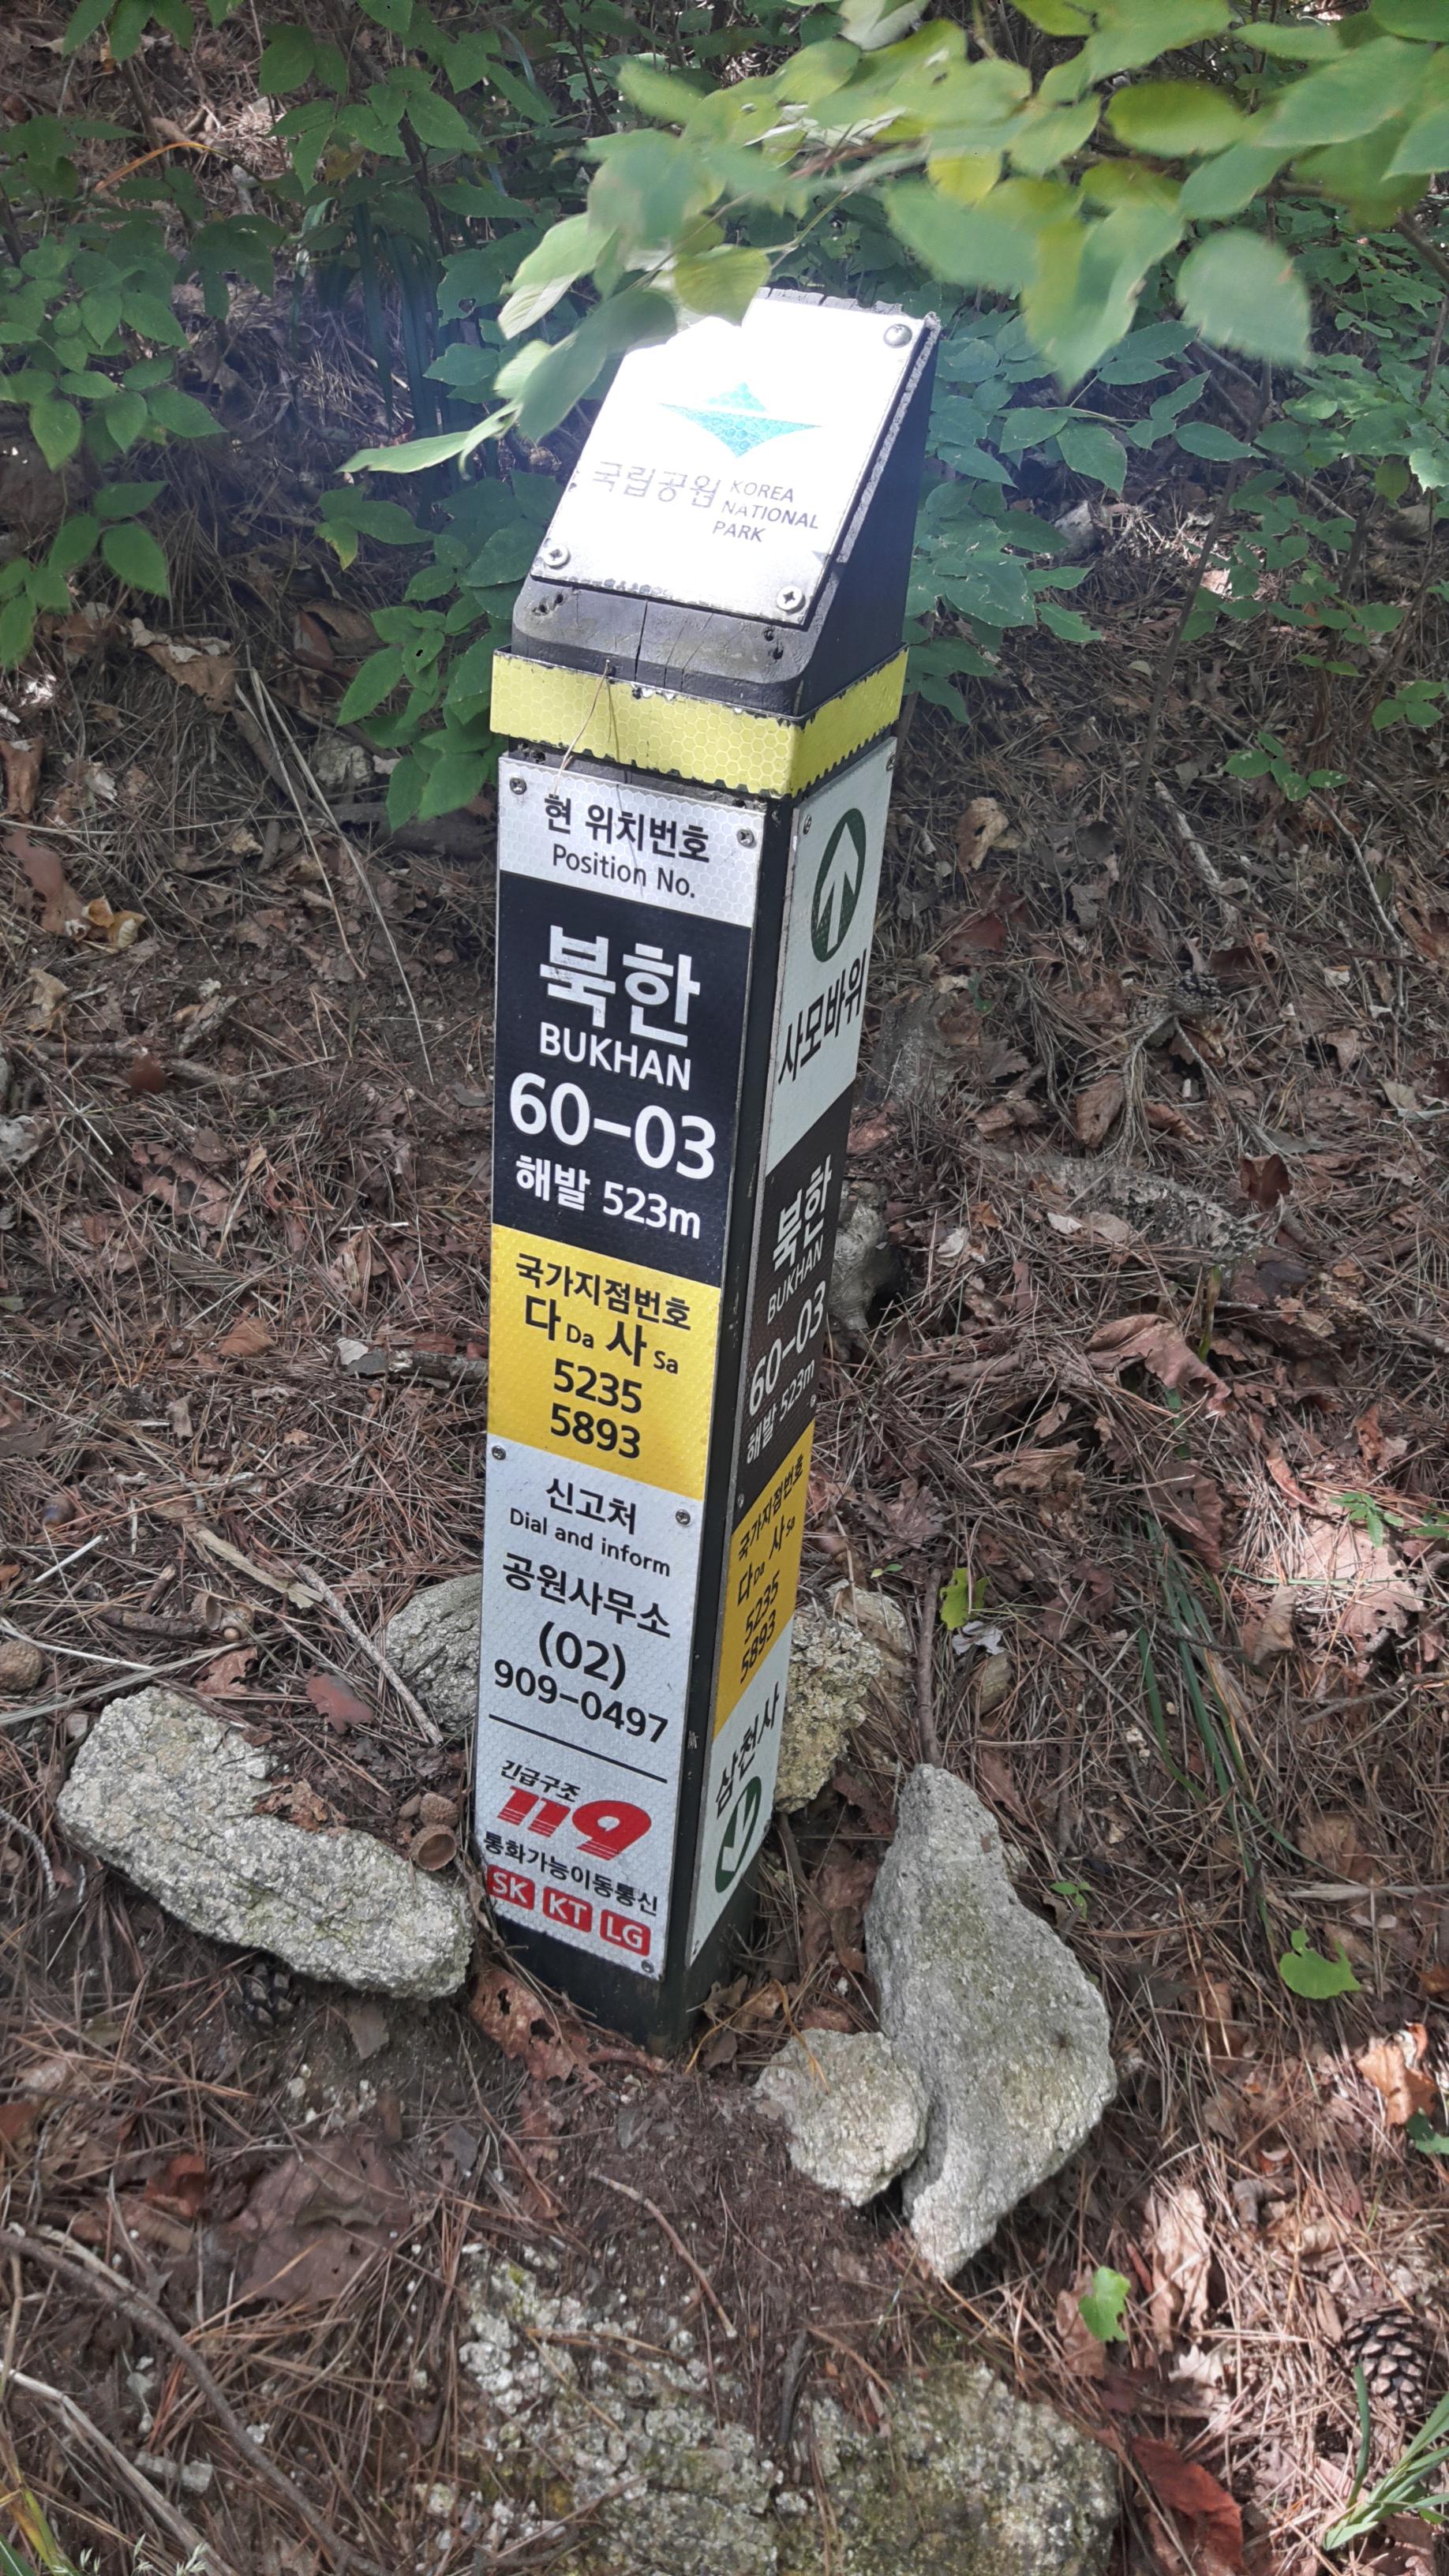 국립공원 KOREA
NATIONAL
PARK
현 위치번호
Position No.
북한
BUKHAN
60-03
해발 523m
국가지점번호
다 Da 사 Sa
5235
5893
신고처
Dial and inform
공원사무소
(02)
909-0497
긴급구조
119
통화가능이동통신
SK KT LG
사모바위
북한
BUKHAN
60-03
해발 523m
국가지점번호
다 Da 사 Sa
5235
5893
삼천사